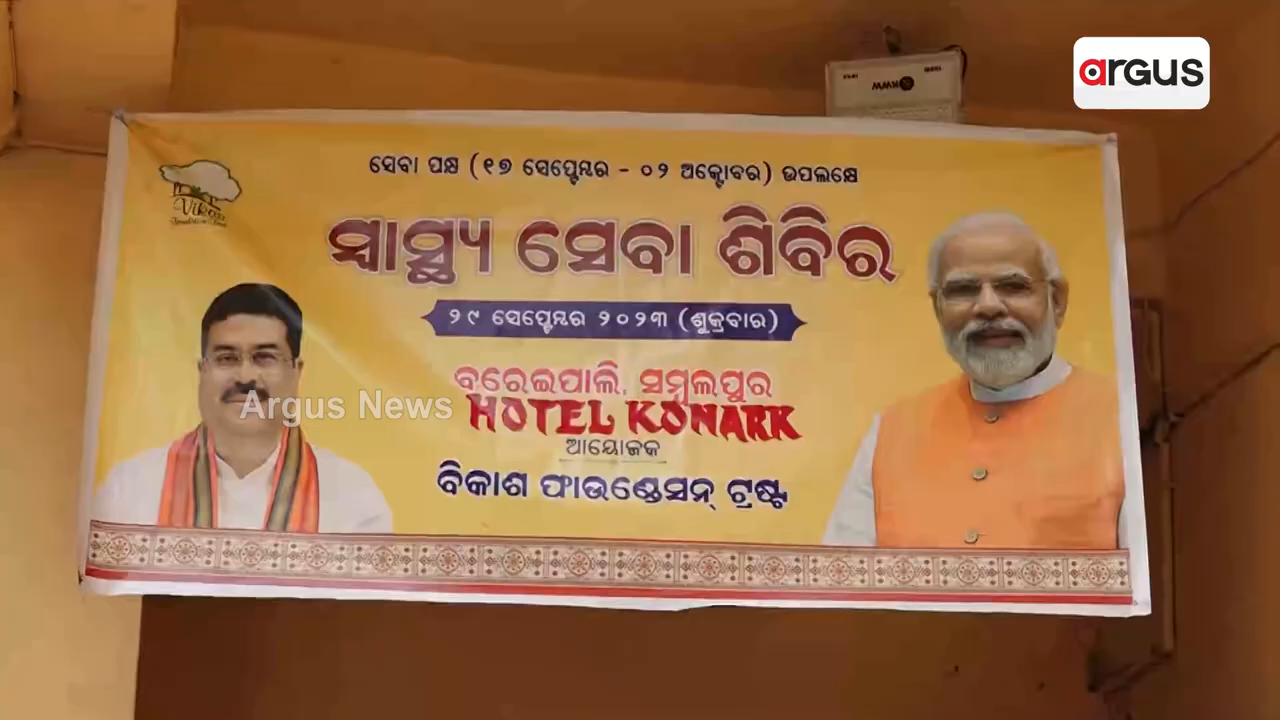 argus
ସେବା ପକ୍ଷ (୧୭ ସେପ୍ଟେମ୍ବର - ୦୨ ଅକ୍ଟୋବର) ଉପଲକ୍ଷେ
ସ୍ୱାସ୍ଥ୍ୟ ସେବା ଶିବିର
୨୯ ସେପ୍ଟେମ୍ବର ୨୦୨୩ (ଶୁକ୍ରବାର)
ବରେଇପାଲି, ସମ୍ବଲପୁର
Argus News
HOTEL KONARK
ଆୟୋଜକ
ବିକାଶ ଫାଉଣ୍ଡେସନ୍ ଟ୍ରଷ୍ଟ